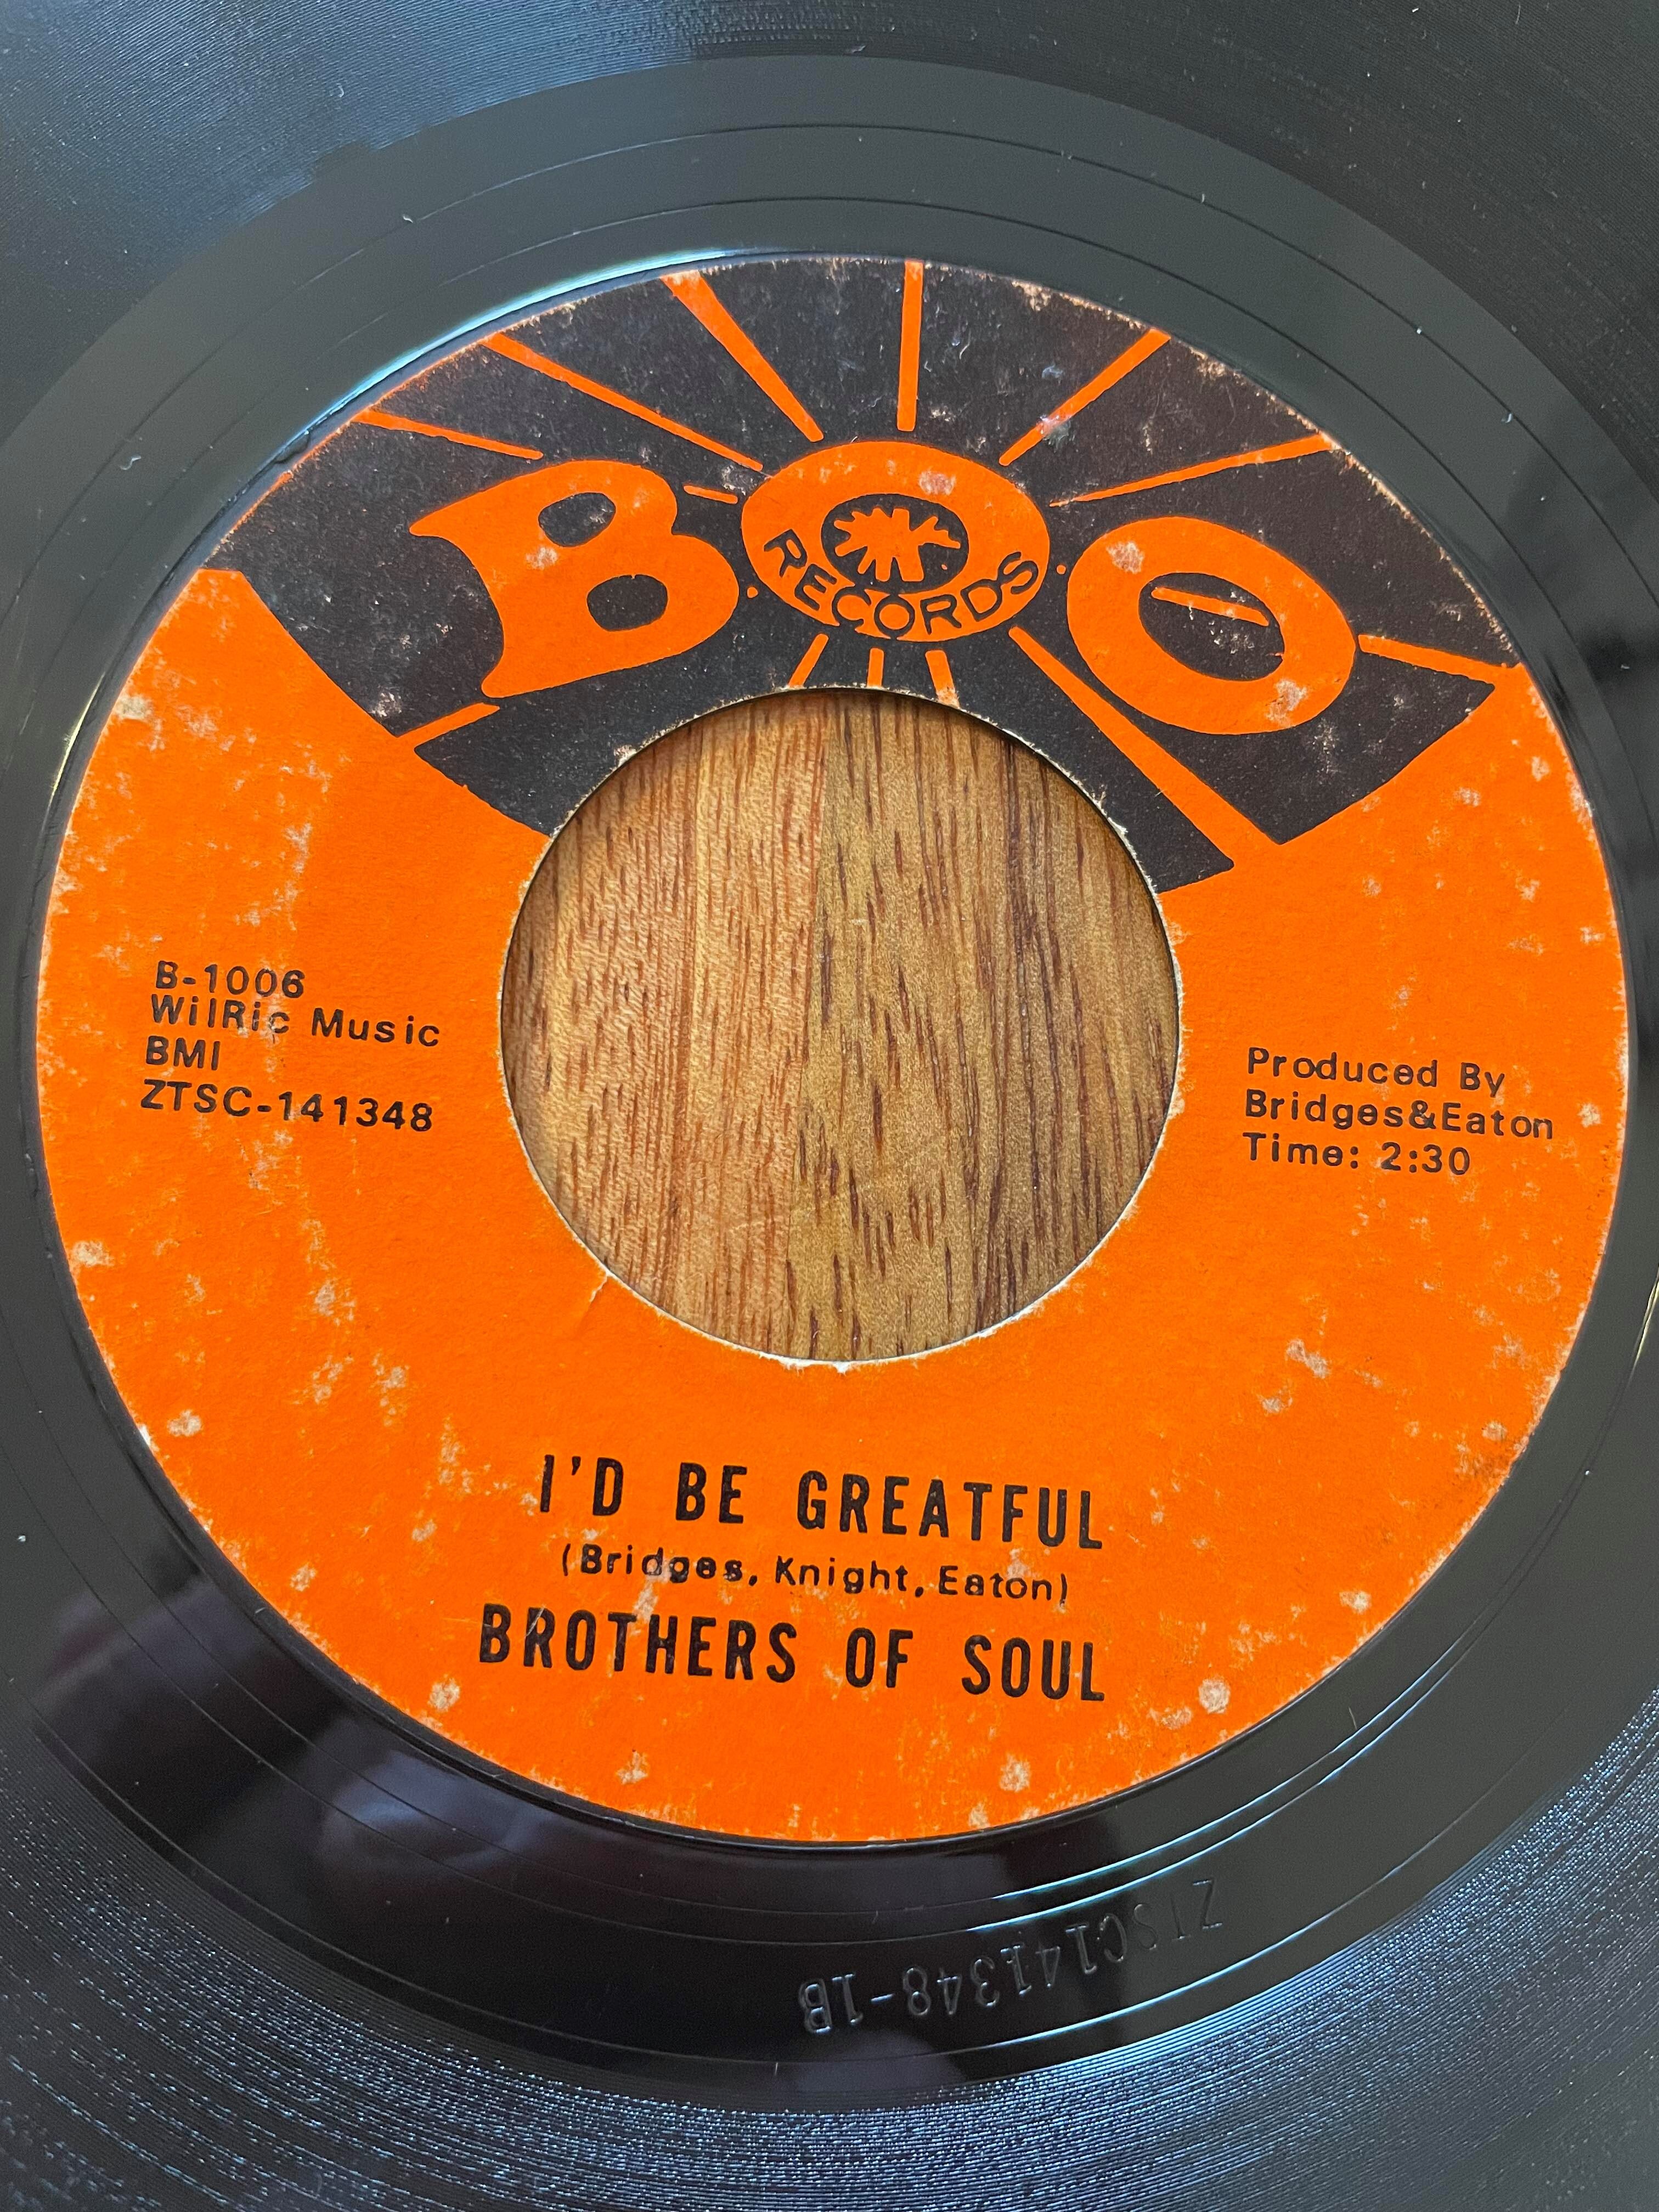 BOO
RECORDS
B-1006
WilRic Music
BMI
ZTSC-141348
Produced By
Bridges&Eaton
Time: 2:30
I'D BE GREATFUL
(Bridges, Knight, Eaton)
BROTHERS OF SOUL
ZTSC141348-1B